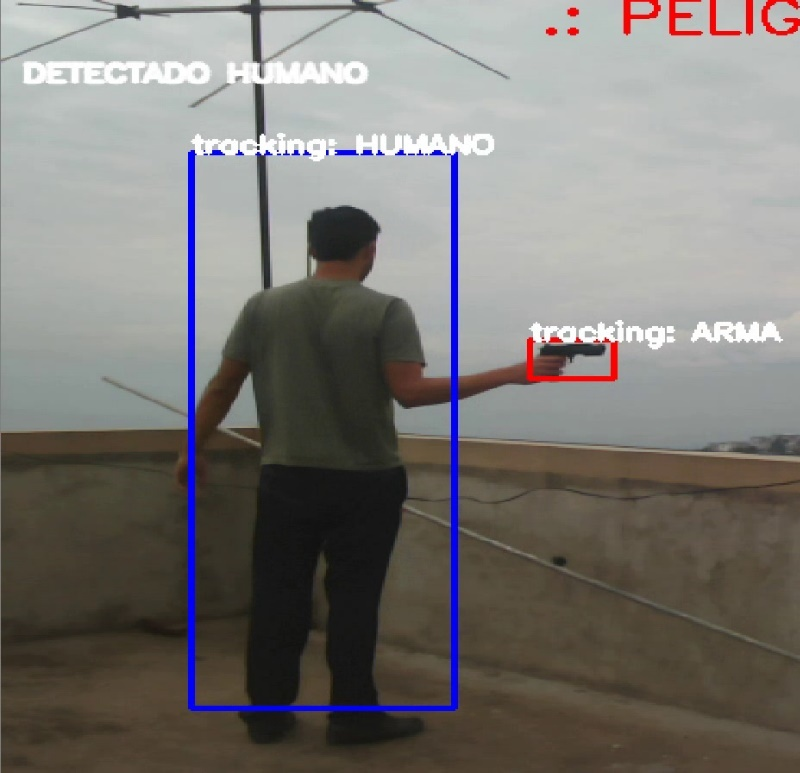 .: PELIG
DETECTADO HUMANO
tracking: HUMANO
tracking: ARMA